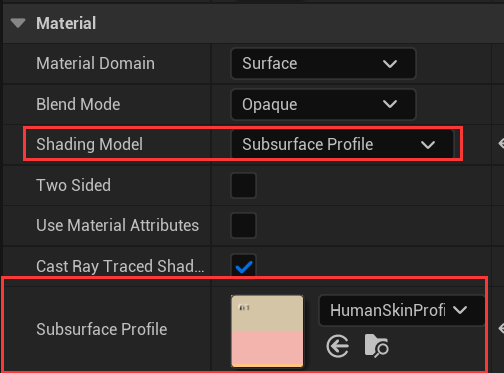 Material
Material Domain Surface
Blend Mode Opaque
Shading Model Subsurface Profile
Two Sided
Use Material Attributes
Cast Ray Traced Shad...
Subsurface Profile HumanSkinProfi